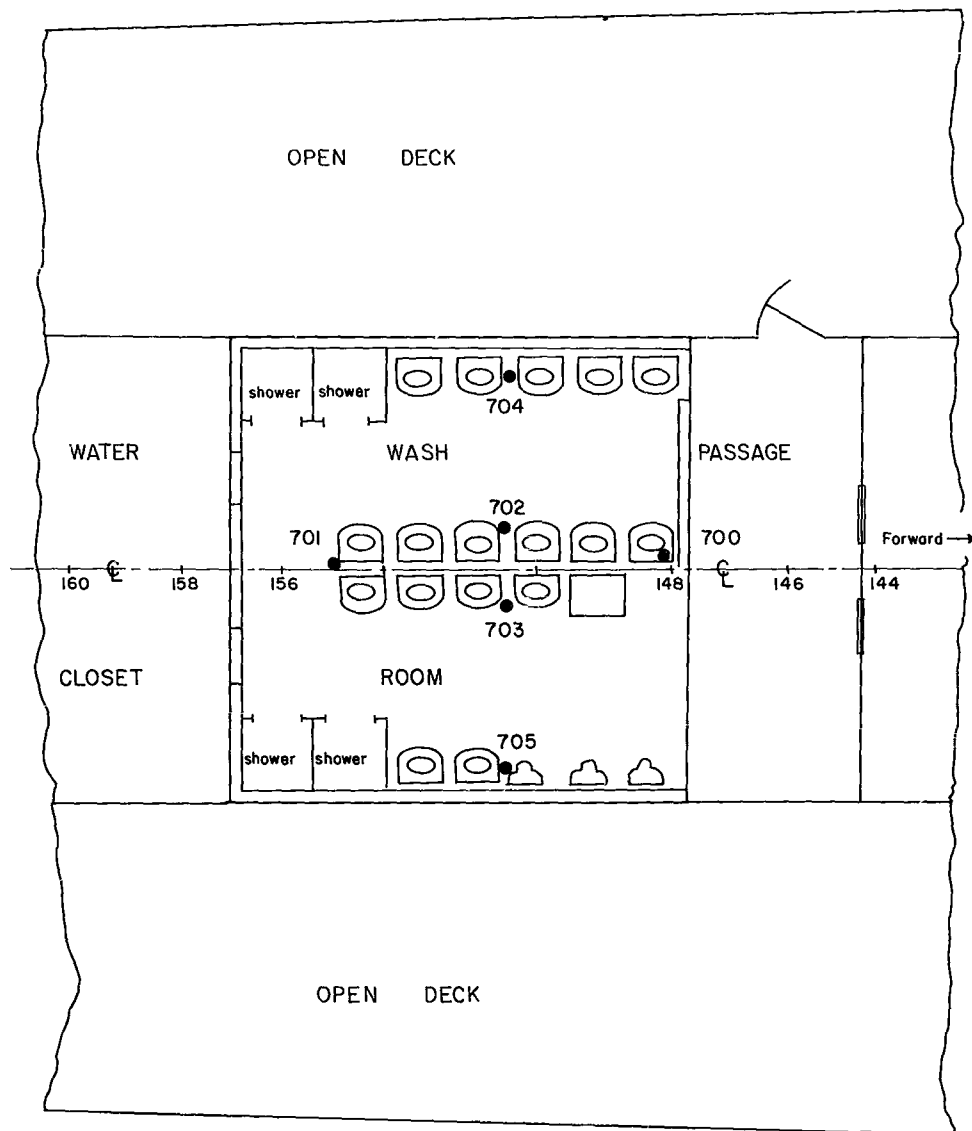 OPEN DECK
shower shower
704
WATER WASH PASSAGE
702
701 700 Forward
160 ℄ 158 156 148 ℄ 146 144
703
CLOSET ROOM
705
shower shower
OPEN DECK